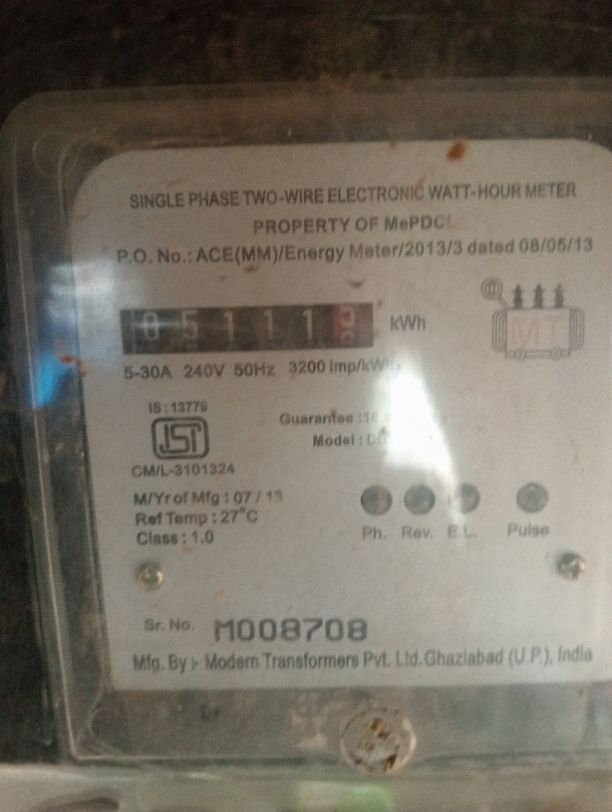 SINGLE PHASE TWO-WIRE ELECTRONIC WATT-HOUR METER
PROPERTY OF MePDCL
P.O. No.: ACE(MM)/Energy Meter/2013/3 dated 08/05/13
05111 kWh
MT
5-30A 240V 50Hz 3200 imp/kWh
IS : 13779
Guarantee :
ISI
Model :
CM/L-3101324
M/Yr of Mfg : 07 / 13
Ref Temp : 27°C
Class : 1.0
Ph. Rev. E.L. Pulse
Sr. No. M008708
Mfg. By :- Modern Transformers Pvt. Ltd. Ghaziabad (U.P.), India